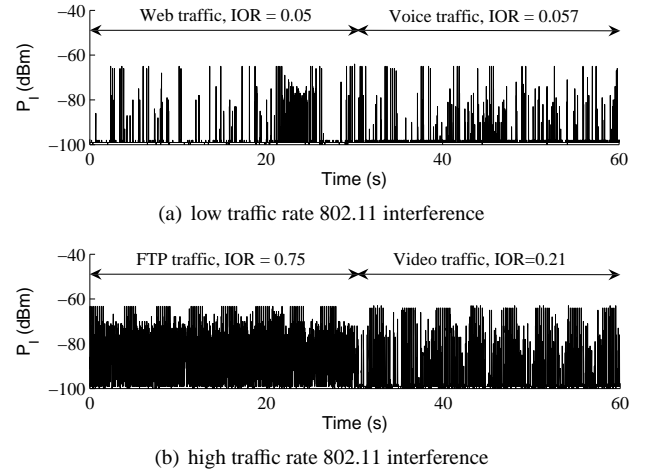 Web traffic, IOR = 0.05 Voice traffic, IOR = 0.057
−40
−60
−80
−100
P_I (dBm)
0 20 40 60
Time (s)
(a) low traffic rate 802.11 interference
FTP traffic, IOR = 0.75 Video traffic, IOR=0.21
−40
−60
−80
−100
P_I (dBm)
0 20 40 60
Time (s)
(b) high traffic rate 802.11 interference